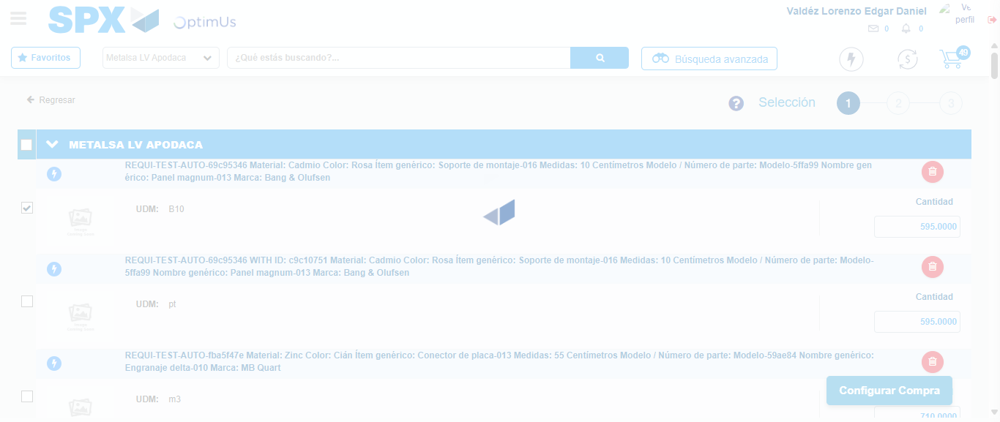 SPX OptimUs
Valdéz Lorenzo Edgar Daniel
Ve
perfil
0 0
Favoritos
Metalsa LV Apodaca
¿Qué estás buscando?...
Búsqueda avanzada
$
49
Regresar
? Selección 1 2 3
METALSA LV APODACA
REQUI-TEST-AUTO-69c95346 Material: Cadmio Color: Rosa Ítem genérico: Soporte de montaje-016 Medidas: 10 Centímetros Modelo / Número de parte: Modelo-5ffa99 Nombre gen
érico: Panel magnum-013 Marca: Bang & Olufsen
Cantidad
UDM: B10
595.0000
REQUI-TEST-AUTO-69c95346 WITH ID: c9c10751 Material: Cadmio Color: Rosa Ítem genérico: Soporte de montaje-016 Medidas: 10 Centímetros Modelo / Número de parte: Modelo-
5ffa99 Nombre genérico: Panel magnum-013 Marca: Bang & Olufsen
Cantidad
UDM: pt
595.0000
REQUI-TEST-AUTO-fba5f47e Material: Zinc Color: Cián Ítem genérico: Conector de placa-013 Medidas: 55 Centímetros Modelo / Número de parte: Modelo-59ae84 Nombre genérico:
Engranaje delta-010 Marca: MB Quart
Configurar Compra
UDM: m3
710.0000